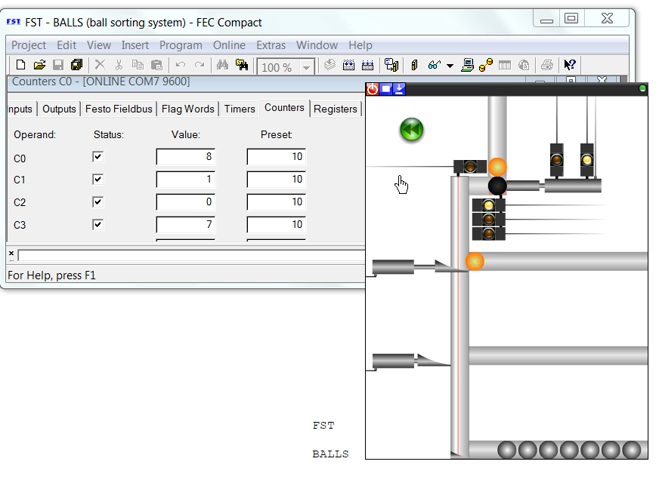 FST FST - BALLS (ball sorting system) - FEC Compact
Project Edit View Insert Program Online Extras Window Help
100 %
Counters C0 - [ONLINE COM7 9600]
nputs Outputs Festo Fieldbus Flag Words Timers Counters Registers
Operand: Status: Value: Preset:
C0 8 10
C1 1 10
C2 0 10
C3 7 10
For Help, press F1
FST
BALLS